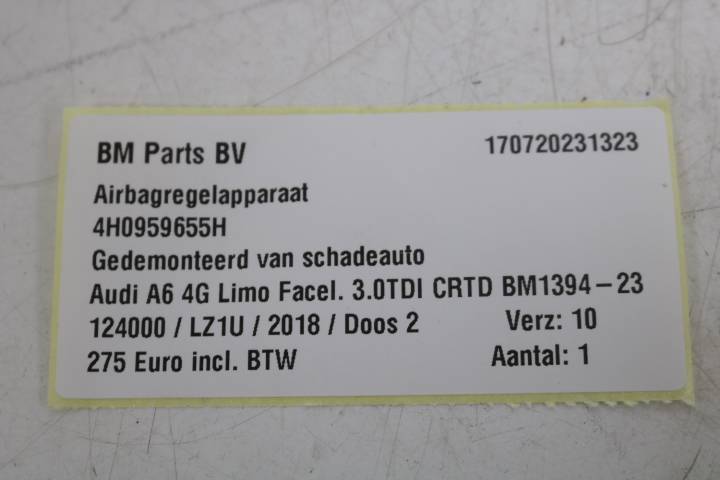 BM Parts BV 170720231323
Airbagregelapparaat
4H0959655H
Gedemonteerd van schadeauto
Audi A6 4G Limo Facel. 3.0TDI CRTD BM1394-23
124000 / LZ1U / 2018 / Doos 2 Verz: 10
275 Euro incl. BTW Aantal: 1